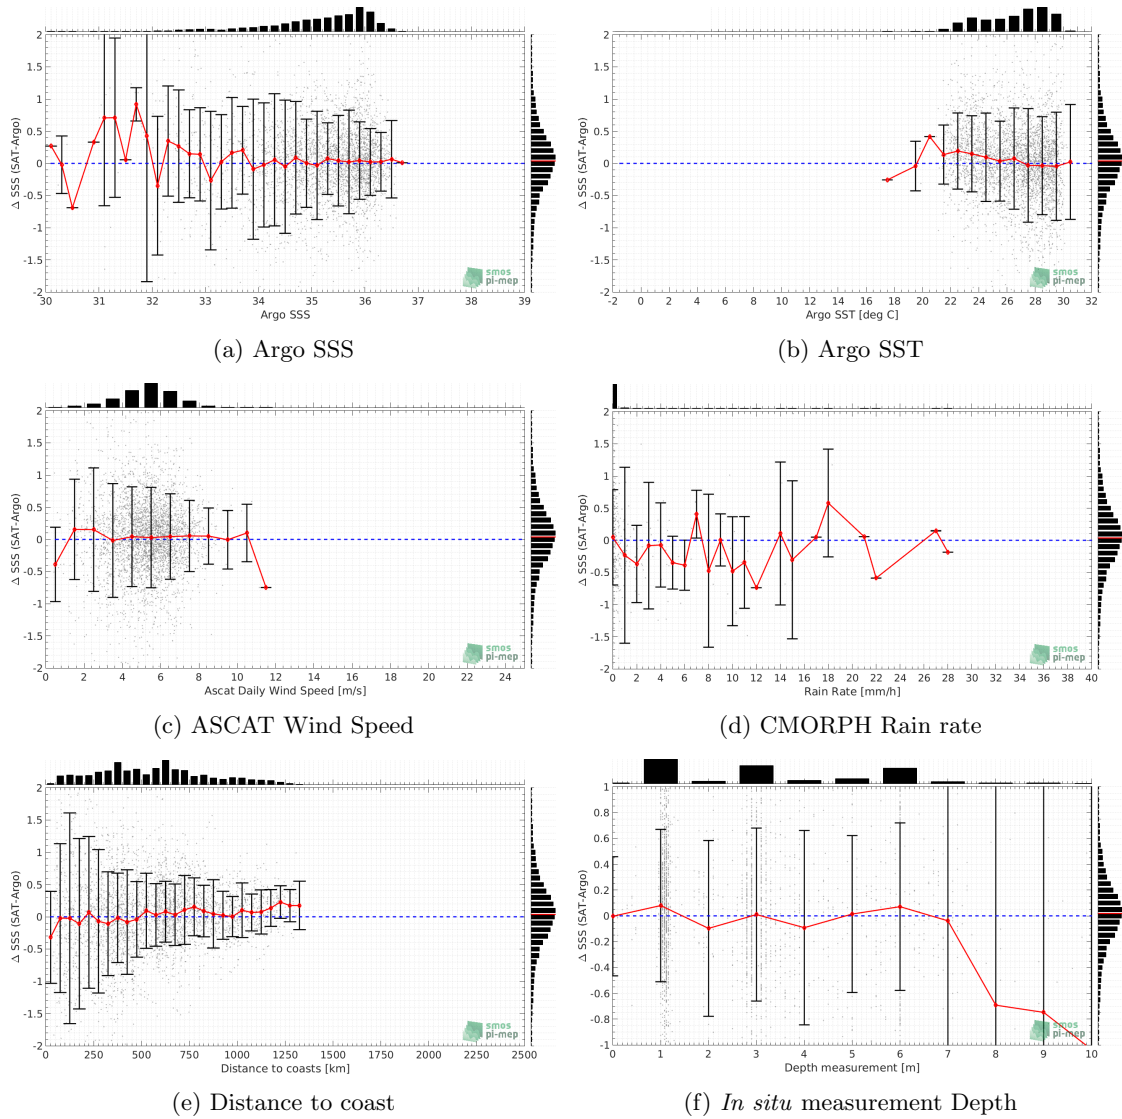 2
1.5
1
0.5
0
-0.5
-1
-1.5
-2
Δ SSS (SAT-Argo)
30 31 32 33 34 35 36 37 38 39
Argo SSS
smos
pi-mep
(a) Argo SSS
2
1.5
1
0.5
0
-0.5
-1
-1.5
-2
Δ SSS (SAT-Argo)
-2 0 2 4 6 8 10 12 14 16 18 20 22 24 26 28 30 32
Argo SST [deg C]
smos
pi-mep
(b) Argo SST
2
1.5
1
0.5
0
-0.5
-1
-1.5
-2
Δ SSS (SAT-Argo)
0 2 4 6 8 10 12 14 16 18 20 22 24
Ascat Daily Wind Speed [m/s]
smos
pi-mep
(c) ASCAT Wind Speed
2
1.5
1
0.5
0
-0.5
-1
-1.5
-2
Δ SSS (SAT-Argo)
0 2 4 6 8 10 12 14 16 18 20 22 24 26 28 30 32 34 36 38 40
Rain Rate [mm/h]
smos
pi-mep
(d) CMORPH Rain rate
2
1.5
1
0.5
0
-0.5
-1
-1.5
-2
Δ SSS (SAT-Argo)
0 250 500 750 1000 1250 1500 1750 2000 2250 2500
Distance to coasts [km]
smos
pi-mep
(e) Distance to coast
1
0.8
0.6
0.4
0.2
0
-0.2
-0.4
-0.6
-0.8
-1
Δ SSS (SAT-Argo)
0 1 2 3 4 5 6 7 8 9 10
Depth measurement [m]
smos
pi-mep
(f) In situ measurement Depth